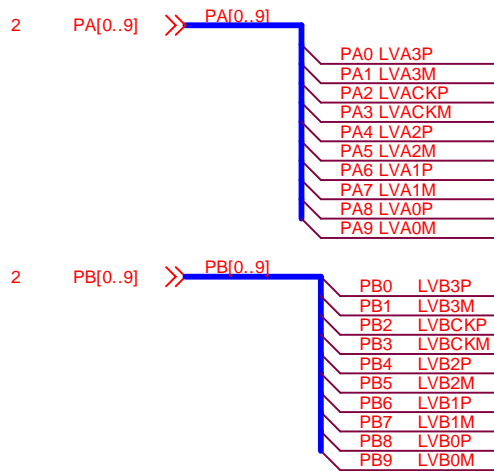 2 PA[0..9] PA[0..9]
PA0 LVA3P
PA1 LVA3M
PA2 LVACKP
PA3 LVACKM
PA4 LVA2P
PA5 LVA2M
PA6 LVA1P
PA7 LVA1M
PA8 LVA0P
PA9 LVA0M
2 PB[0..9] PB[0..9]
PB0 LVB3P
PB1 LVB3M
PB2 LVBCKP
PB3 LVBCKM
PB4 LVB2P
PB5 LVB2M
PB6 LVB1P
PB7 LVB1M
PB8 LVB0P
PB9 LVB0M